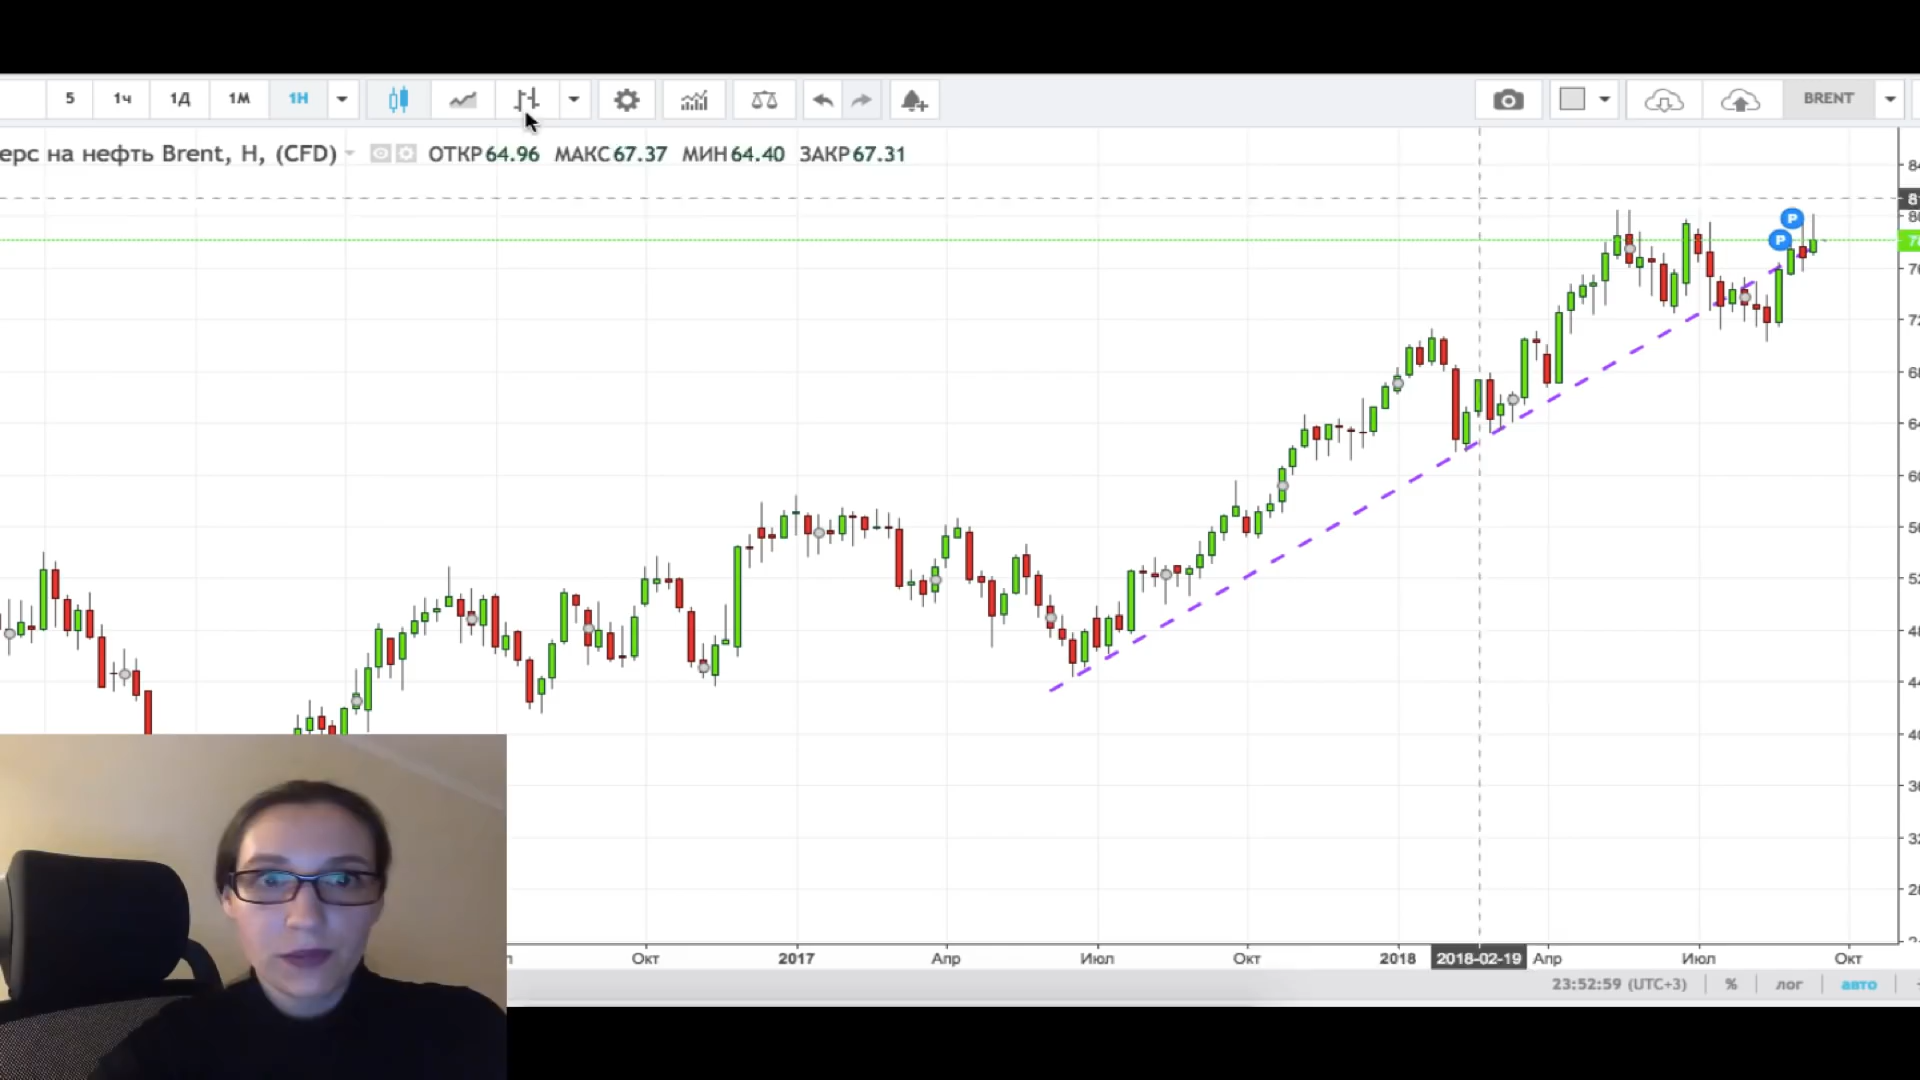 5 1ч 1Д 1М 1Н BRENT
ерс на нефть Brent, Н, (CFD) ОТКР 64.96 МАКС 67.37 МИН 64.40 ЗАКР 67.31
P
P
Окт 2017 Апр Июл Окт 2018 2018-02-19 Апр Июл Окт
23:52:59 (UTC+3) % лог авто